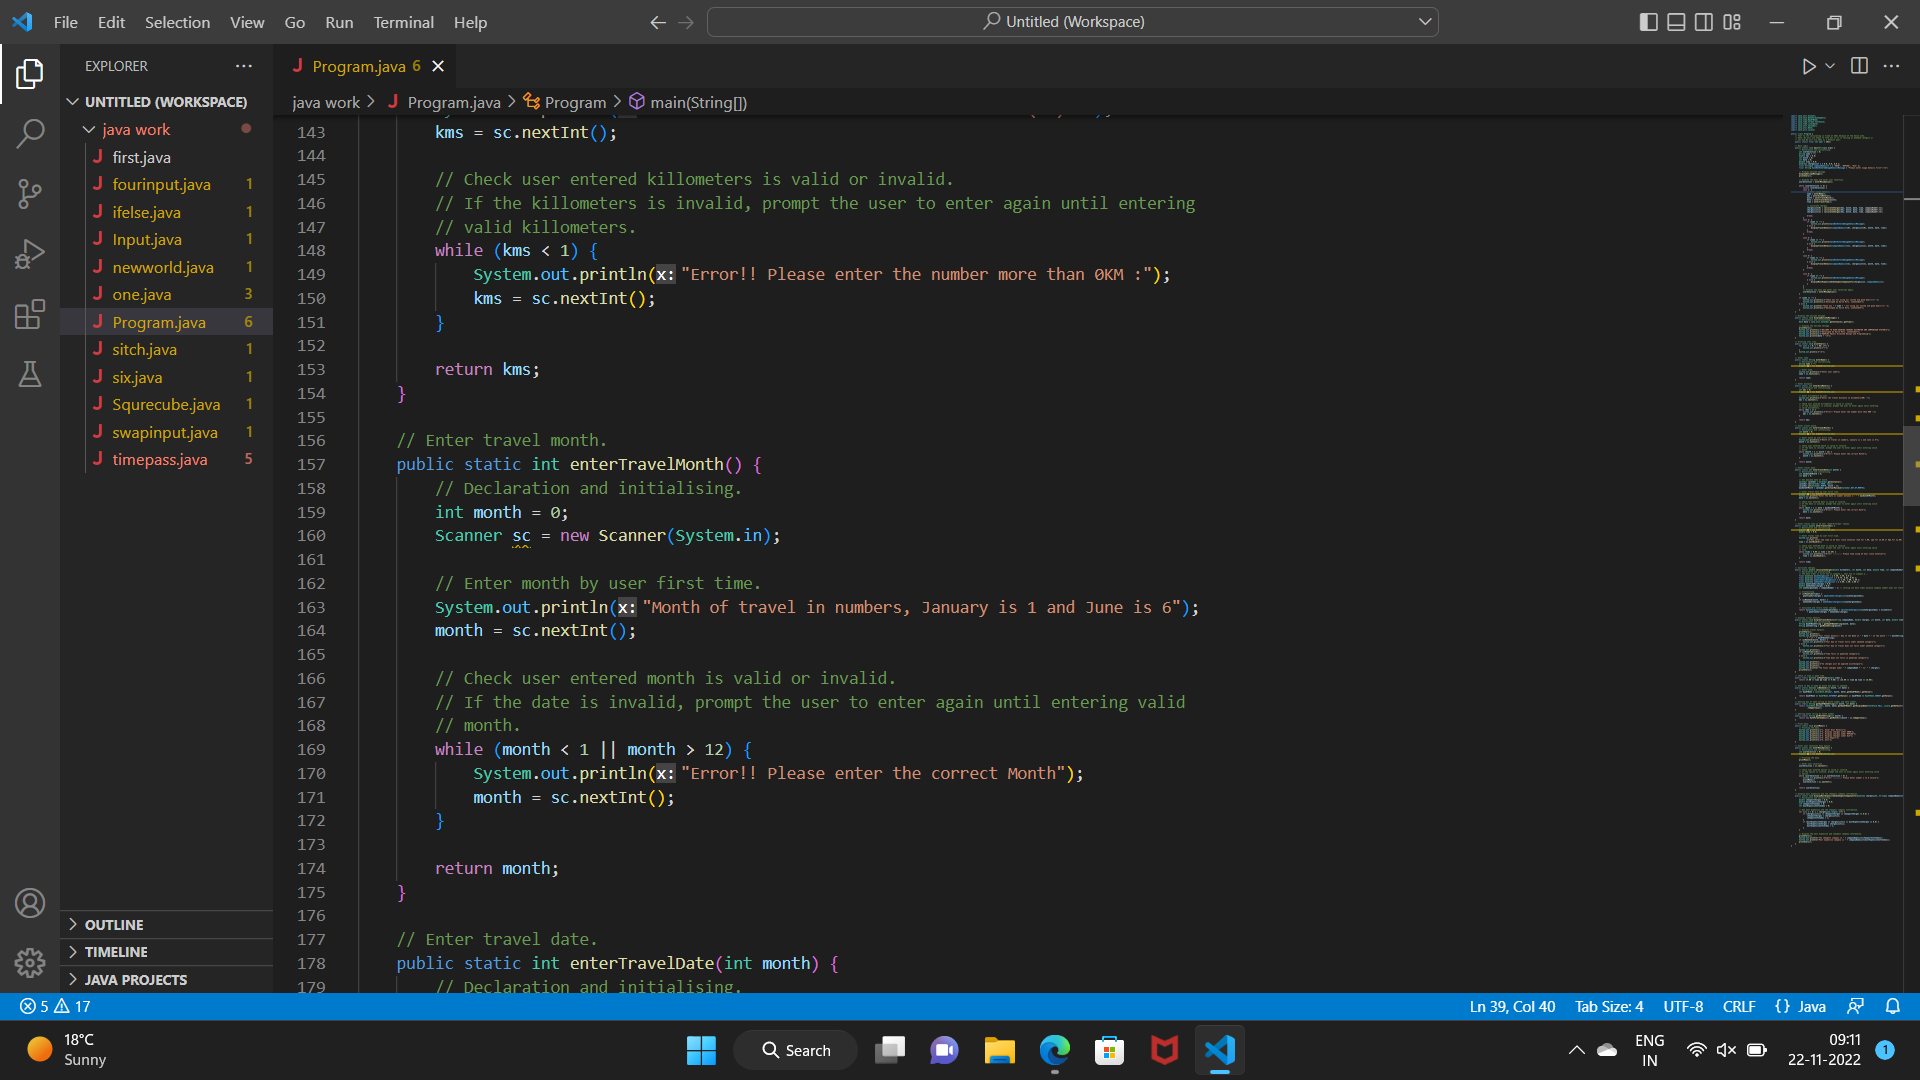 File Edit Selection View Go Run Terminal Help
Untitled (Workspace)
EXPLORER
Program.java 6
UNTITLED (WORKSPACE)
java work
first.java
fourinput.java 1
ifelse.java 1
Input.java 1
newworld.java 1
one.java 3
Program.java 6
sitch.java 1
six.java 1
Squrecube.java 1
swapinput.java 1
timepass.java 5
OUTLINE
TIMELINE
JAVA PROJECTS
java work > Program.java > Program > main(String[])
143 kms = sc.nextInt();
144
145 // Check user entered killometers is valid or invalid.
146 // If the killometers is invalid, prompt the user to enter again until entering
147 // valid killometers.
148 while (kms < 1) {
149 System.out.println(x: "Error!! Please enter the number more than 0KM :");
150 kms = sc.nextInt();
151 }
152
153 return kms;
154 }
155
156 // Enter travel month.
157 public static int enterTravelMonth() {
158 // Declaration and initialising.
159 int month = 0;
160 Scanner sc = new Scanner(System.in);
161
162 // Enter month by user first time.
163 System.out.println(x: "Month of travel in numbers, January is 1 and June is 6");
164 month = sc.nextInt();
165
166 // Check user entered month is valid or invalid.
167 // If the date is invalid, prompt the user to enter again until entering valid
168 // month.
169 while (month < 1 || month > 12) {
170 System.out.println(x: "Error!! Please enter the correct Month");
171 month = sc.nextInt();
172 }
173
174 return month;
175 }
176
177 // Enter travel date.
178 public static int enterTravelDate(int month) {
179 // Declaration and initialising.
5 17
Ln 39, Col 40 Tab Size: 4 UTF-8 CRLF {} Java
18°C
Sunny
Search
ENG
IN
09:11
22-11-2022
1